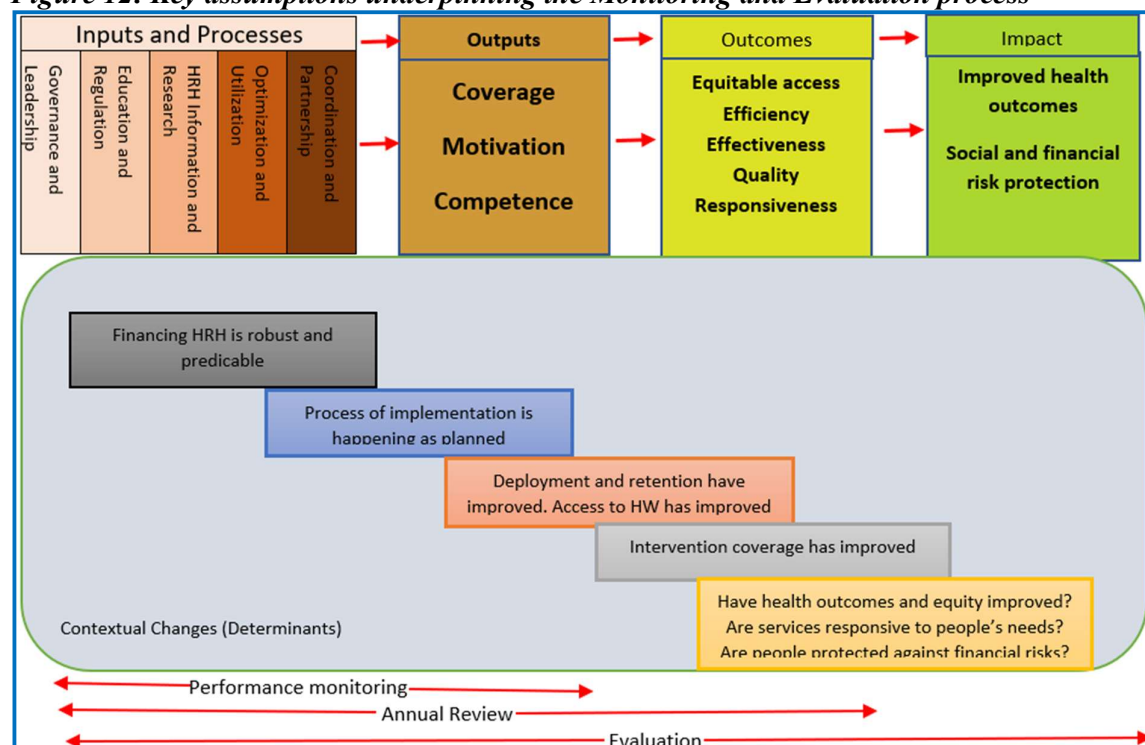 Figure 12: Key assumptions underpinning the Monitoring and Evaluation process
Inputs and Processes
Governance and
Leadership
Education and
Regulation
HRH Information and
Research
Optimization and
Utilization
Coordination and
Partnership
Outputs
Coverage
Motivation
Competence
Outcomes
Equitable access
Efficiency
Effectiveness
Quality
Responsiveness
Impact
Improved health
outcomes
Social and financial
risk protection
Financing HRH is robust and
predicable
Process of implementation is
happening as planned
Deployment and retention have
improved. Access to HW has improved
Intervention coverage has improved
Have health outcomes and equity improved?
Are services responsive to people's needs?
Are people protected against financial risks?
Contextual Changes (Determinants)
Performance monitoring
Annual Review
Evaluation